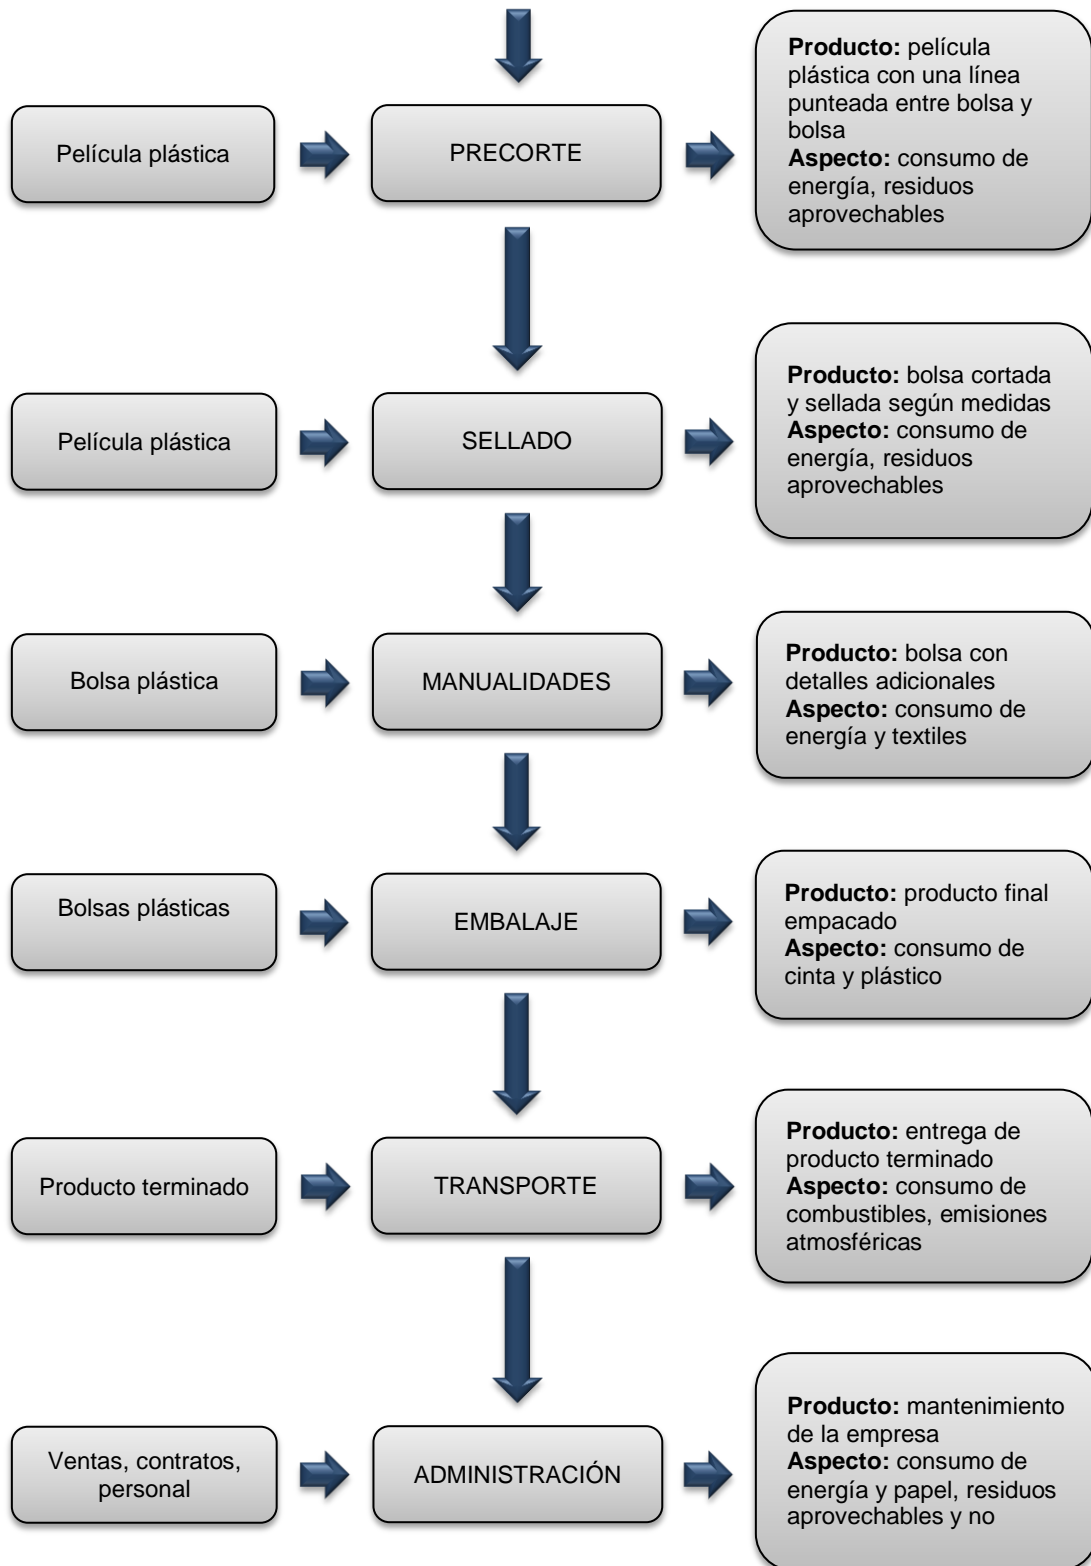 Película plástica
PRECORTE
Producto: película
plástica con una línea
punteada entre bolsa y
bolsa
Aspecto: consumo de
energía, residuos
aprovechables
Película plástica
SELLADO
Producto: bolsa cortada
y sellada según medidas
Aspecto: consumo de
energía, residuos
aprovechables
Bolsa plástica
MANUALIDADES
Producto: bolsa con
detalles adicionales
Aspecto: consumo de
energía y textiles
Bolsas plásticas
EMBALAJE
Producto: producto final
empacado
Aspecto: consumo de
cinta y plástico
Producto terminado
TRANSPORTE
Producto: entrega de
producto terminado
Aspecto: consumo de
combustibles, emisiones
atmosféricas
Ventas, contratos,
personal
ADMINISTRACIÓN
Producto: mantenimiento
de la empresa
Aspecto: consumo de
energía y papel, residuos
aprovechables y no